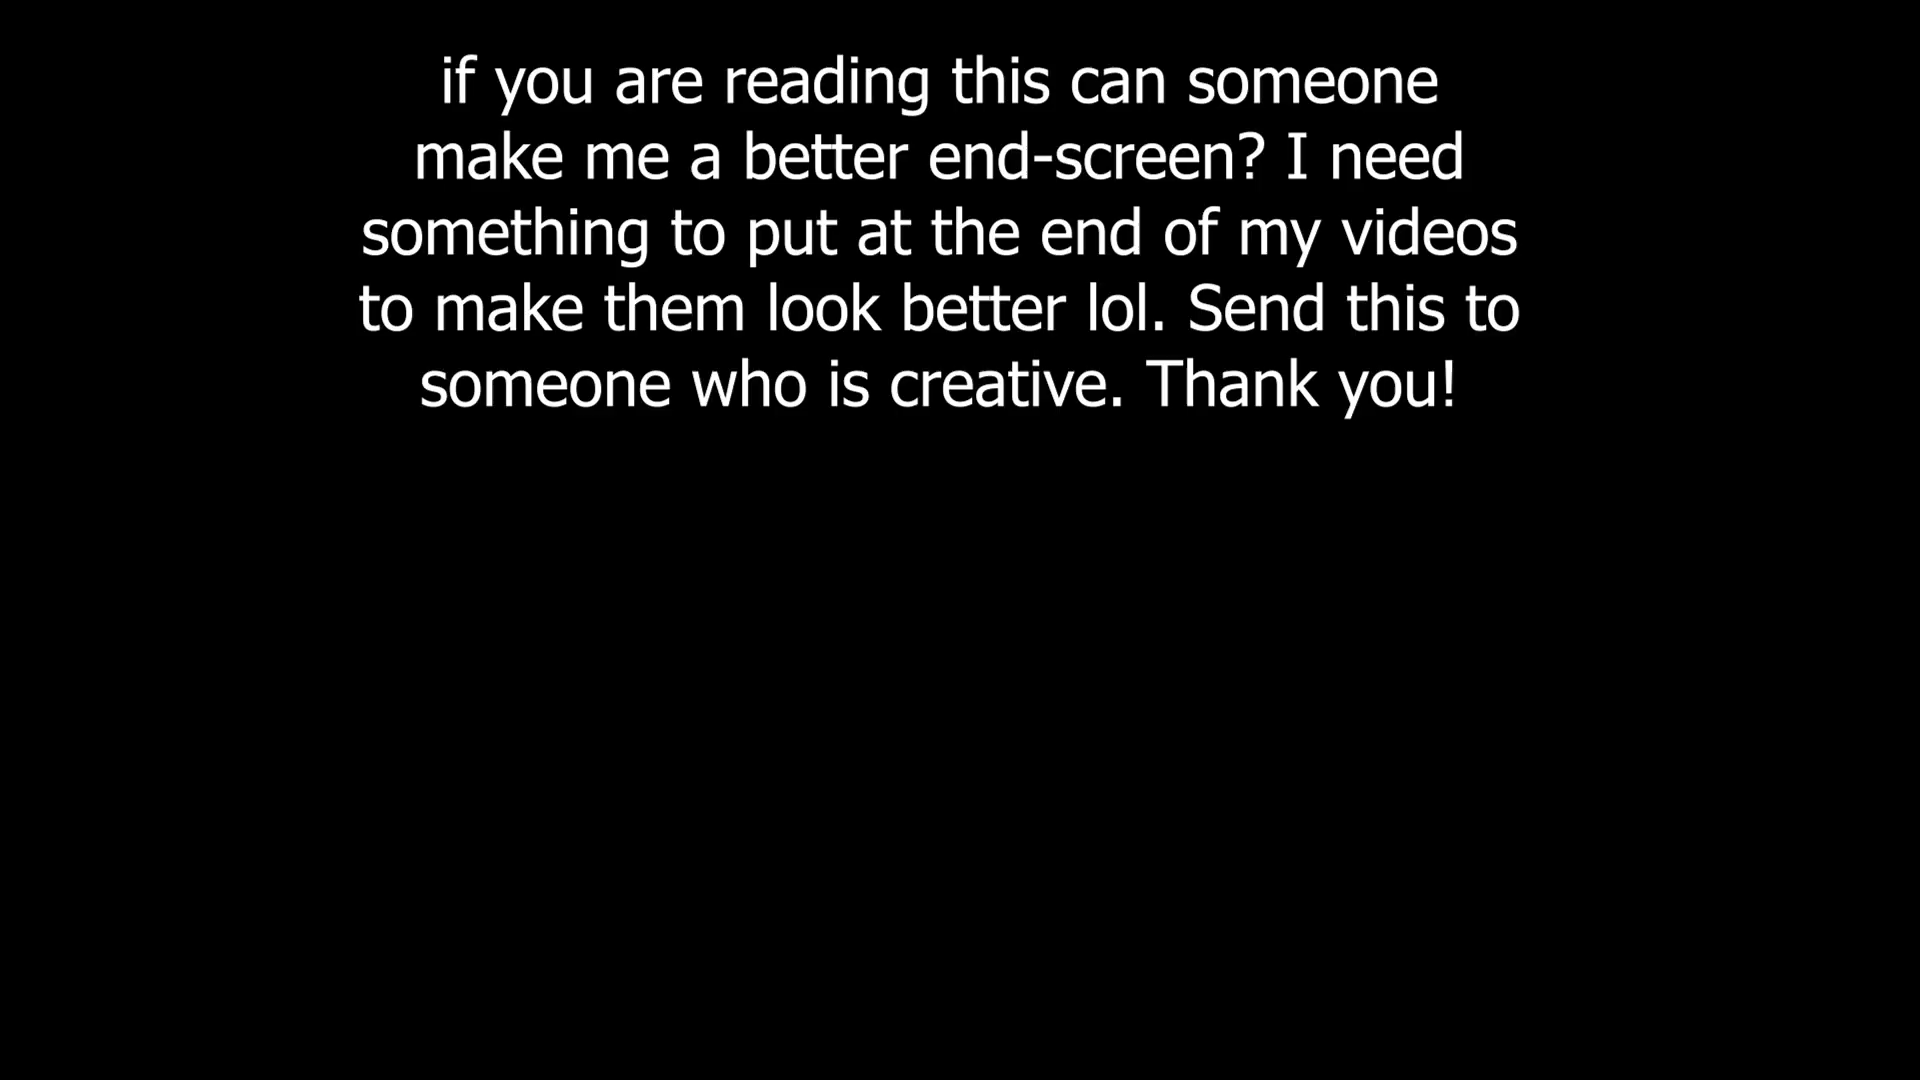 if you are reading this can someone
make me a better end-screen? I need
something to put at the end of my videos
to make them look better lol. Send this to
someone who is creative. Thank you!